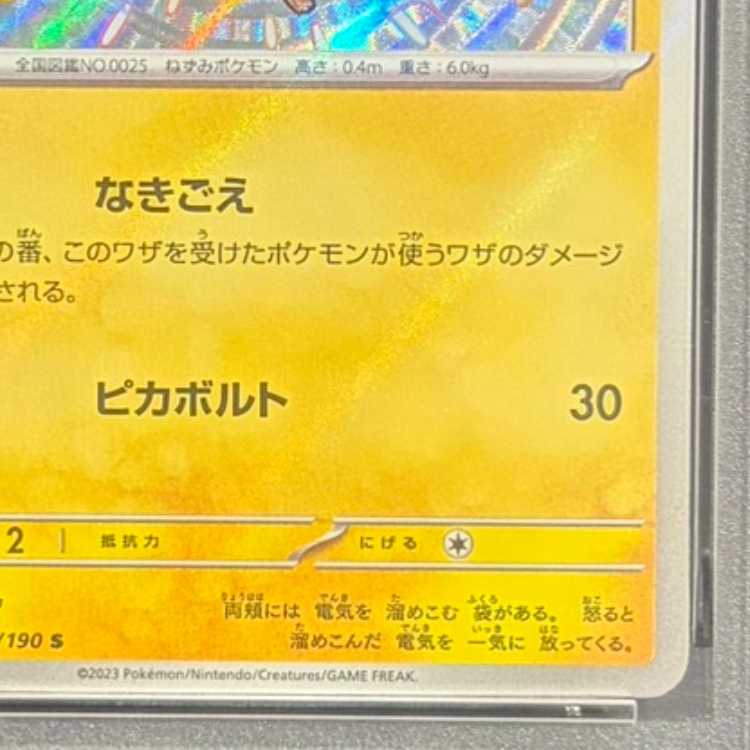 全国図鑑NO.0025 ねずみポケモン 高さ:0.4m 重さ:6.0kg
なきごえ
の番、このワザを受けたポケモンが使うワザのダメージ
される。
ピカボルト 30
2 抵抗力 にげる
両頬には 電気を 溜めこむ 袋がある。 怒ると
/190 S 溜めこんだ 電気を 一気に 放ってくる。
©2023 Pokémon/Nintendo/Creatures/GAME FREAK.